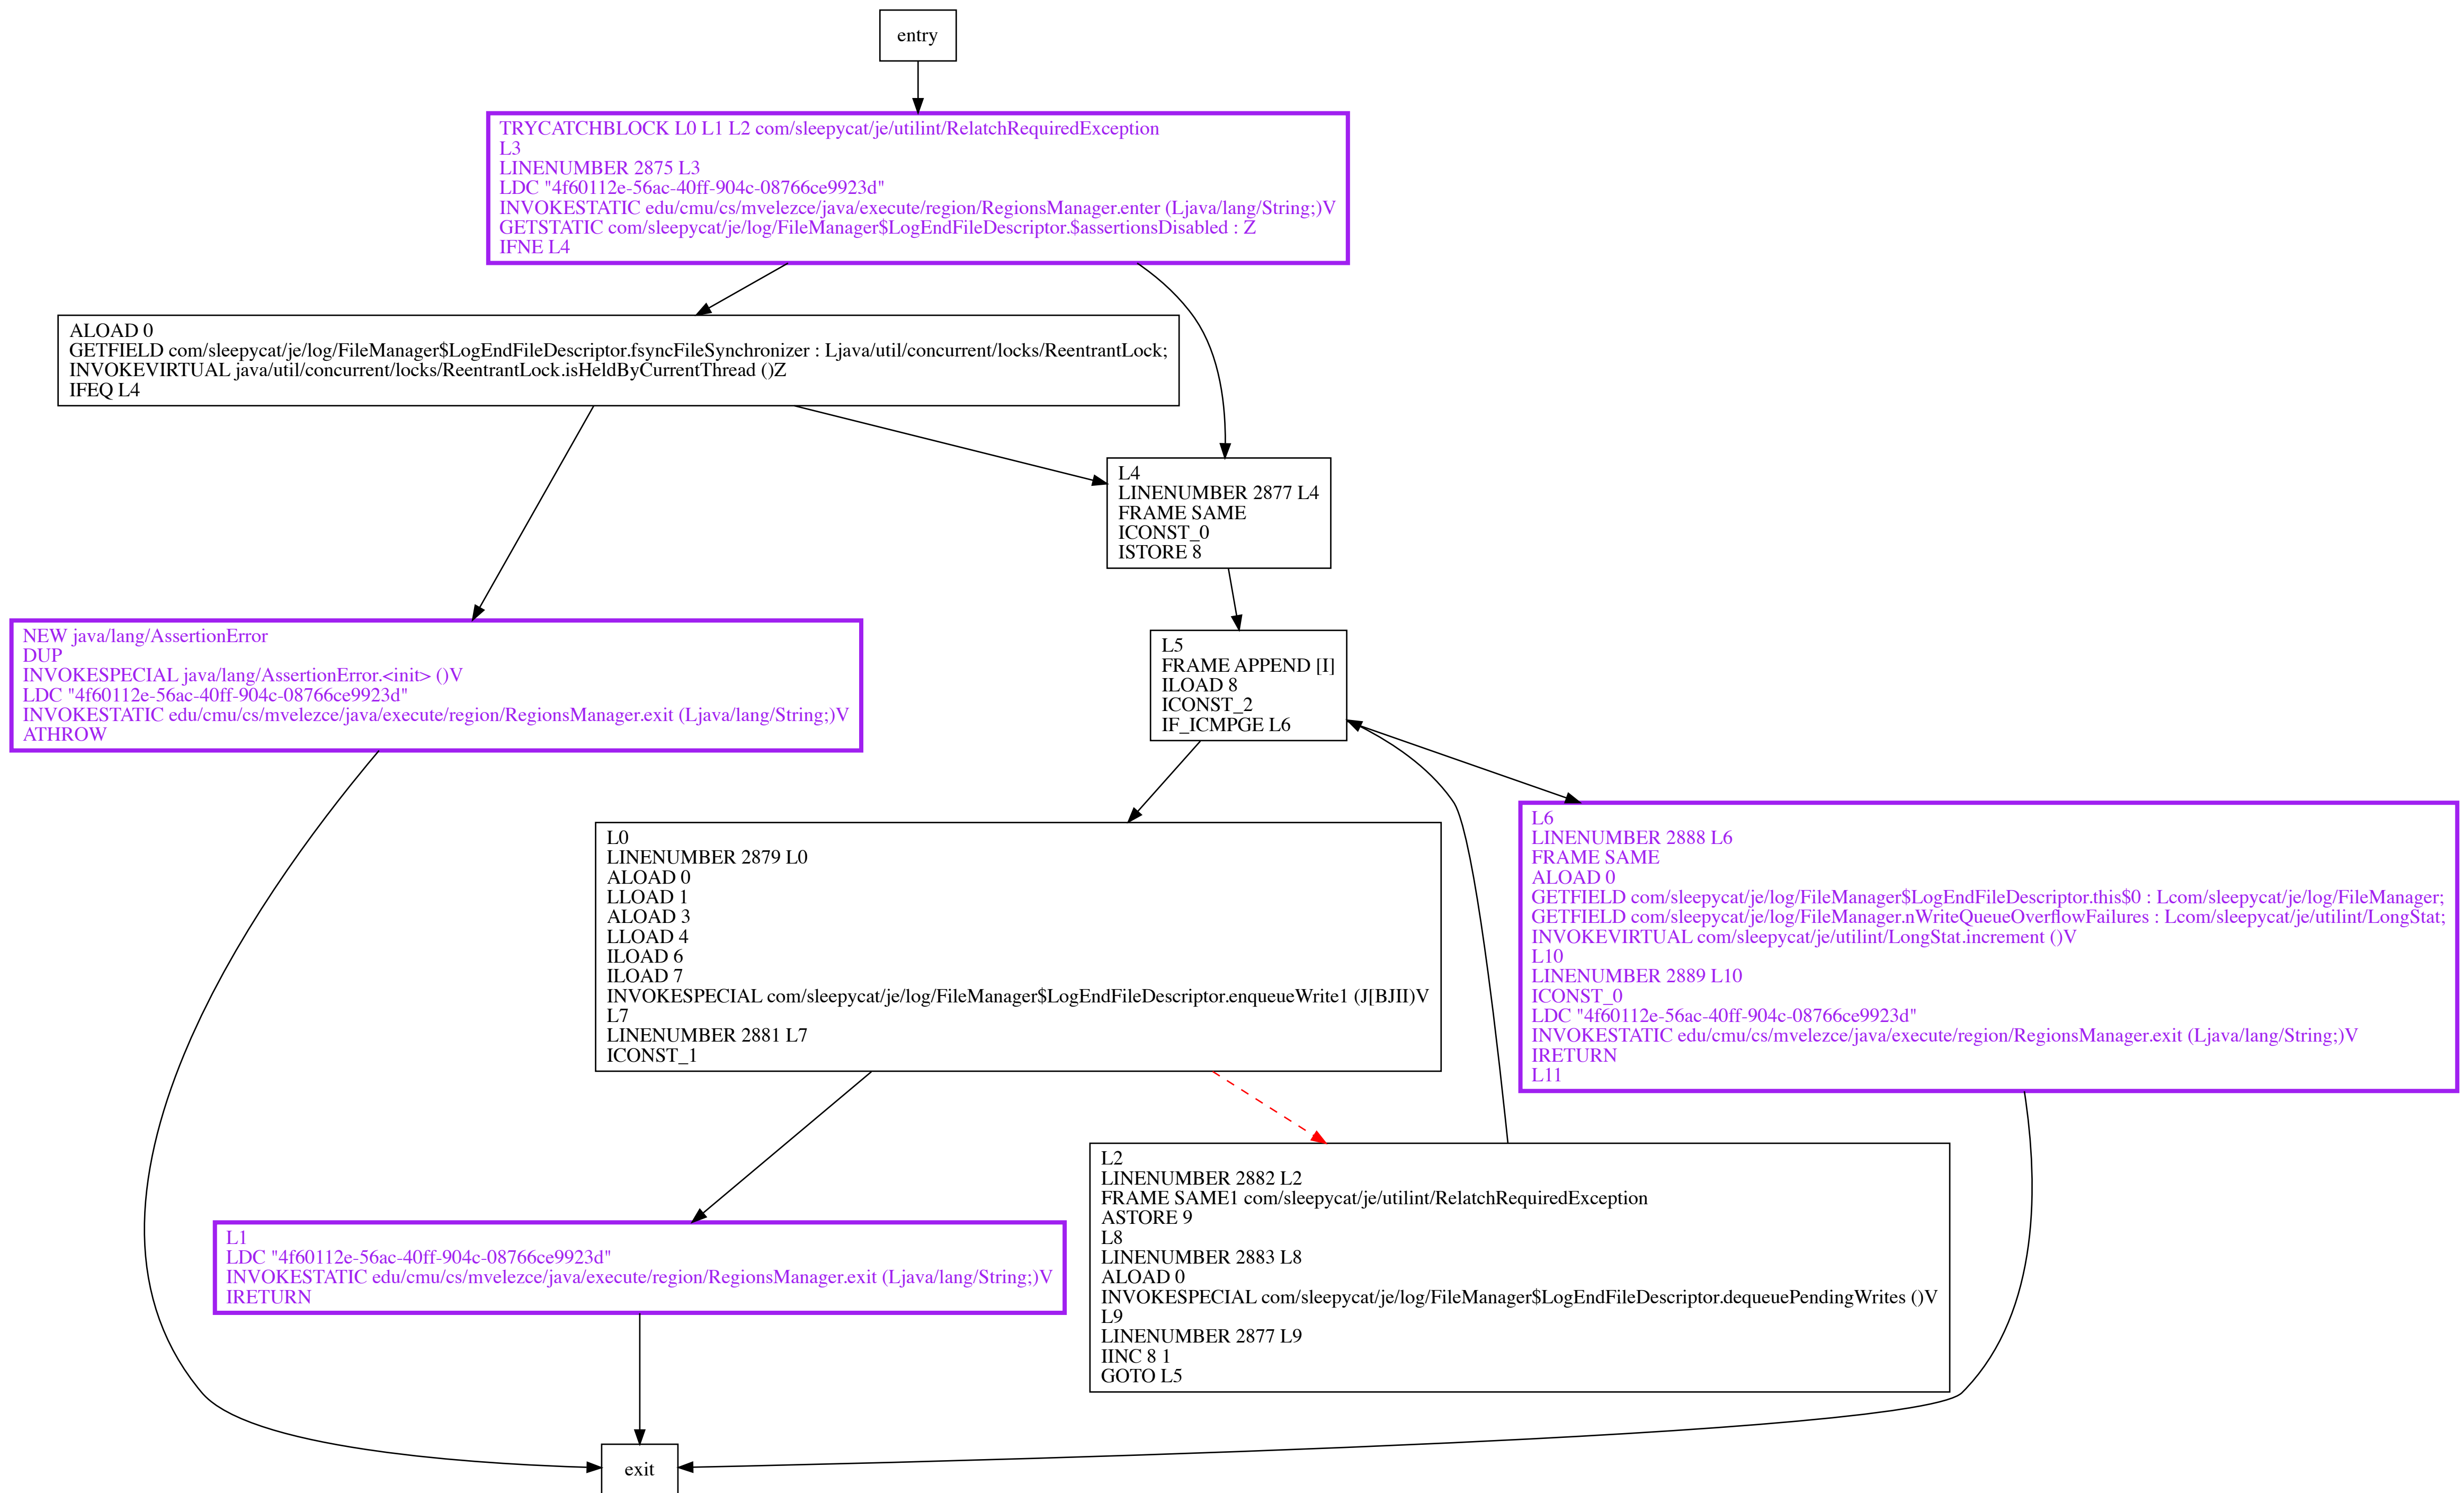 entry
TRYCATCHBLOCK L0 L1 L2 com/sleepycat/je/utilint/RelatchRequiredException
L3
LINENUMBER 2875 L3
LDC "4f60112e-56ac-40ff-904c-08766ce9923d"
INVOKESTATIC edu/cmu/cs/mvelezce/java/execute/region/RegionsManager.enter (Ljava/lang/String;)V
GETSTATIC com/sleepycat/je/log/FileManager$LogEndFileDescriptor.$assertionsDisabled : Z
IFNE L4
ALOAD 0
GETFIELD com/sleepycat/je/log/FileManager$LogEndFileDescriptor.fsyncFileSynchronizer : Ljava/util/concurrent/locks/ReentrantLock;
INVOKEVIRTUAL java/util/concurrent/locks/ReentrantLock.isHeldByCurrentThread ()Z
IFEQ L4
L4
LINENUMBER 2877 L4
FRAME SAME
ICONST_0
ISTORE 8
NEW java/lang/AssertionError
DUP
INVOKESPECIAL java/lang/AssertionError.<init> ()V
LDC "4f60112e-56ac-40ff-904c-08766ce9923d"
INVOKESTATIC edu/cmu/cs/mvelezce/java/execute/region/RegionsManager.exit (Ljava/lang/String;)V
ATHROW
L5
FRAME APPEND [I]
ILOAD 8
ICONST_2
IF_ICMPGE L6
L0
LINENUMBER 2879 L0
ALOAD 0
LLOAD 1
ALOAD 3
LLOAD 4
ILOAD 6
ILOAD 7
INVOKESPECIAL com/sleepycat/je/log/FileManager$LogEndFileDescriptor.enqueueWrite1 (J[BJII)V
L7
LINENUMBER 2881 L7
ICONST_1
L6
LINENUMBER 2888 L6
FRAME SAME
ALOAD 0
GETFIELD com/sleepycat/je/log/FileManager$LogEndFileDescriptor.this$0 : Lcom/sleepycat/je/log/FileManager;
GETFIELD com/sleepycat/je/log/FileManager.nWriteQueueOverflowFailures : Lcom/sleepycat/je/utilint/LongStat;
INVOKEVIRTUAL com/sleepycat/je/utilint/LongStat.increment ()V
L10
LINENUMBER 2889 L10
ICONST_0
LDC "4f60112e-56ac-40ff-904c-08766ce9923d"
INVOKESTATIC edu/cmu/cs/mvelezce/java/execute/region/RegionsManager.exit (Ljava/lang/String;)V
IRETURN
L11
L1
LDC "4f60112e-56ac-40ff-904c-08766ce9923d"
INVOKESTATIC edu/cmu/cs/mvelezce/java/execute/region/RegionsManager.exit (Ljava/lang/String;)V
IRETURN
L2
LINENUMBER 2882 L2
FRAME SAME1 com/sleepycat/je/utilint/RelatchRequiredException
ASTORE 9
L8
LINENUMBER 2883 L8
ALOAD 0
INVOKESPECIAL com/sleepycat/je/log/FileManager$LogEndFileDescriptor.dequeuePendingWrites ()V
L9
LINENUMBER 2877 L9
IINC 8 1
GOTO L5
exit